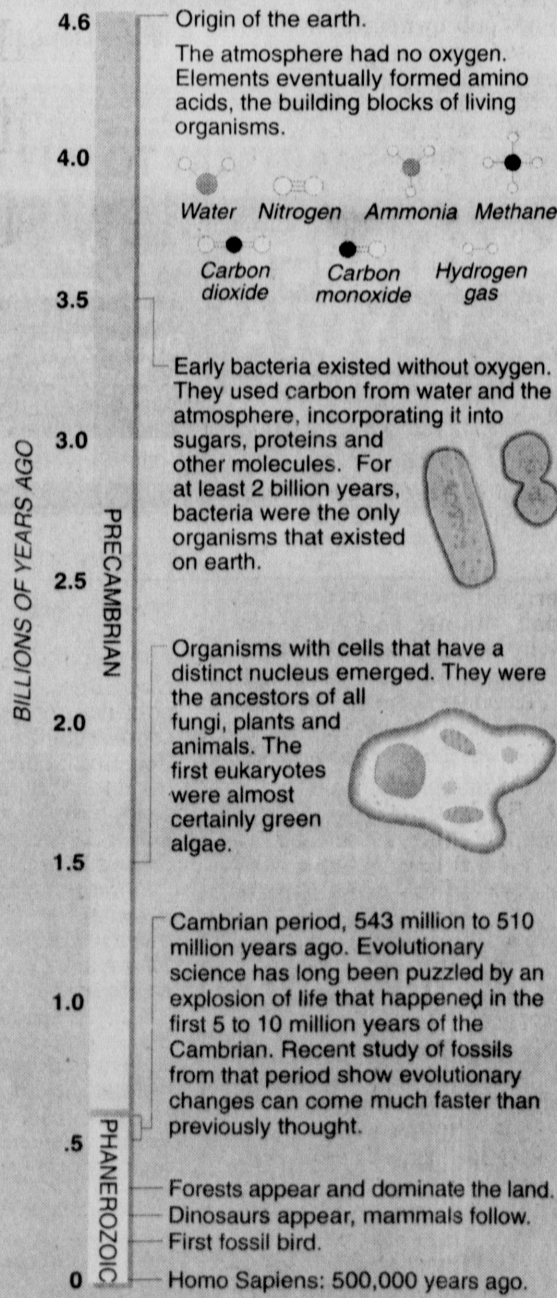 4.6
Origin of the earth.
The atmosphere had no oxygen.
Elements eventually formed amino
acids, the building blocks of living
organisms.
4.0
Water Nitrogen Ammonia Methane
Carbon dioxide
Carbon monoxide
Hydrogen gas
3.5
Early bacteria existed without oxygen.
They used carbon from water and the
atmosphere, incorporating it into
3.0
sugars, proteins and
other molecules. For
at least 2 billion years,
bacteria were the only
organisms that existed
on earth.
BILLIONS OF YEARS AGO
PRECAMBRIAN
2.5
Organisms with cells that have a
distinct nucleus emerged. They were
the ancestors of all
2.0
fungi, plants and
animals. The
first eukaryotes
were almost
certainly green
algae.
1.5
Cambrian period, 543 million to 510
million years ago. Evolutionary
science has long been puzzled by an
1.0
explosion of life that happened in the
first 5 to 10 million years of the
Cambrian. Recent study of fossils
from that period show evolutionary
changes can come much faster than
previously thought.
.5
PHANEROZOIC
Forests appear and dominate the land.
Dinosaurs appear, mammals follow.
First fossil bird.
0
Homo Sapiens: 500,000 years ago.